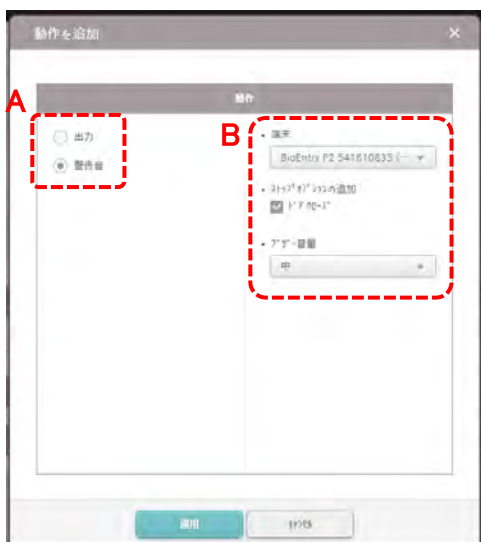 動作を追加
×
動作
A
出力
警告音
B
• 端末
BioEntry P2 541610835 (一
• ストップオプションの追加
ドアクローズ
• ブザー音量
中
適用
キャンセル